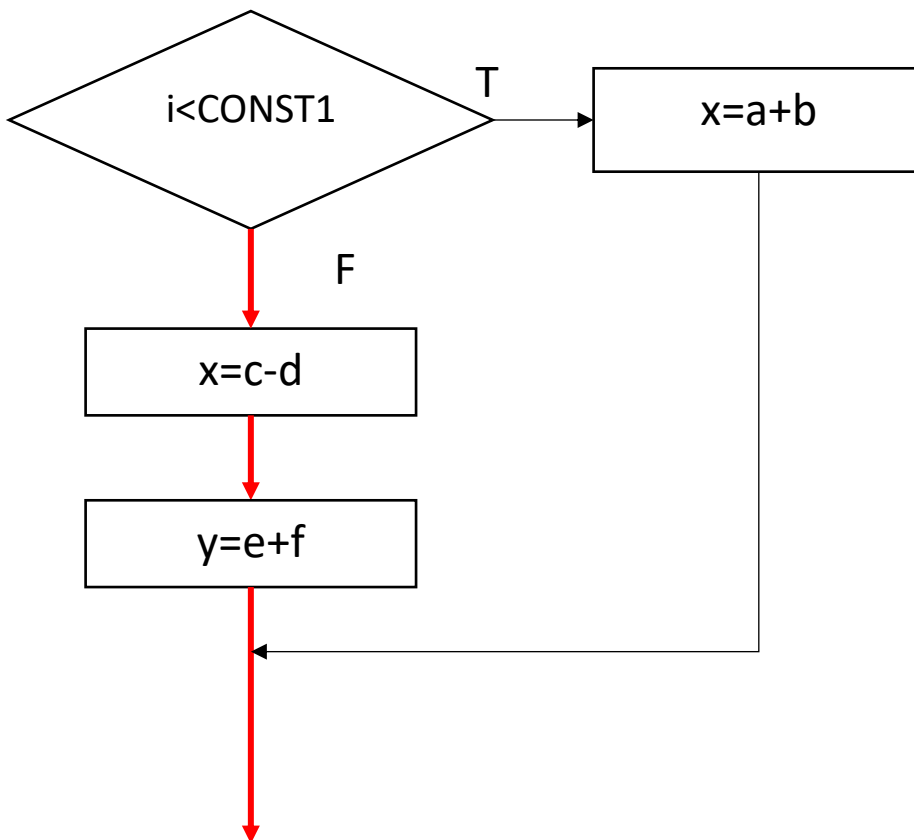 i<CONST1
T
x=a+b
F
x=c-d
y=e+f